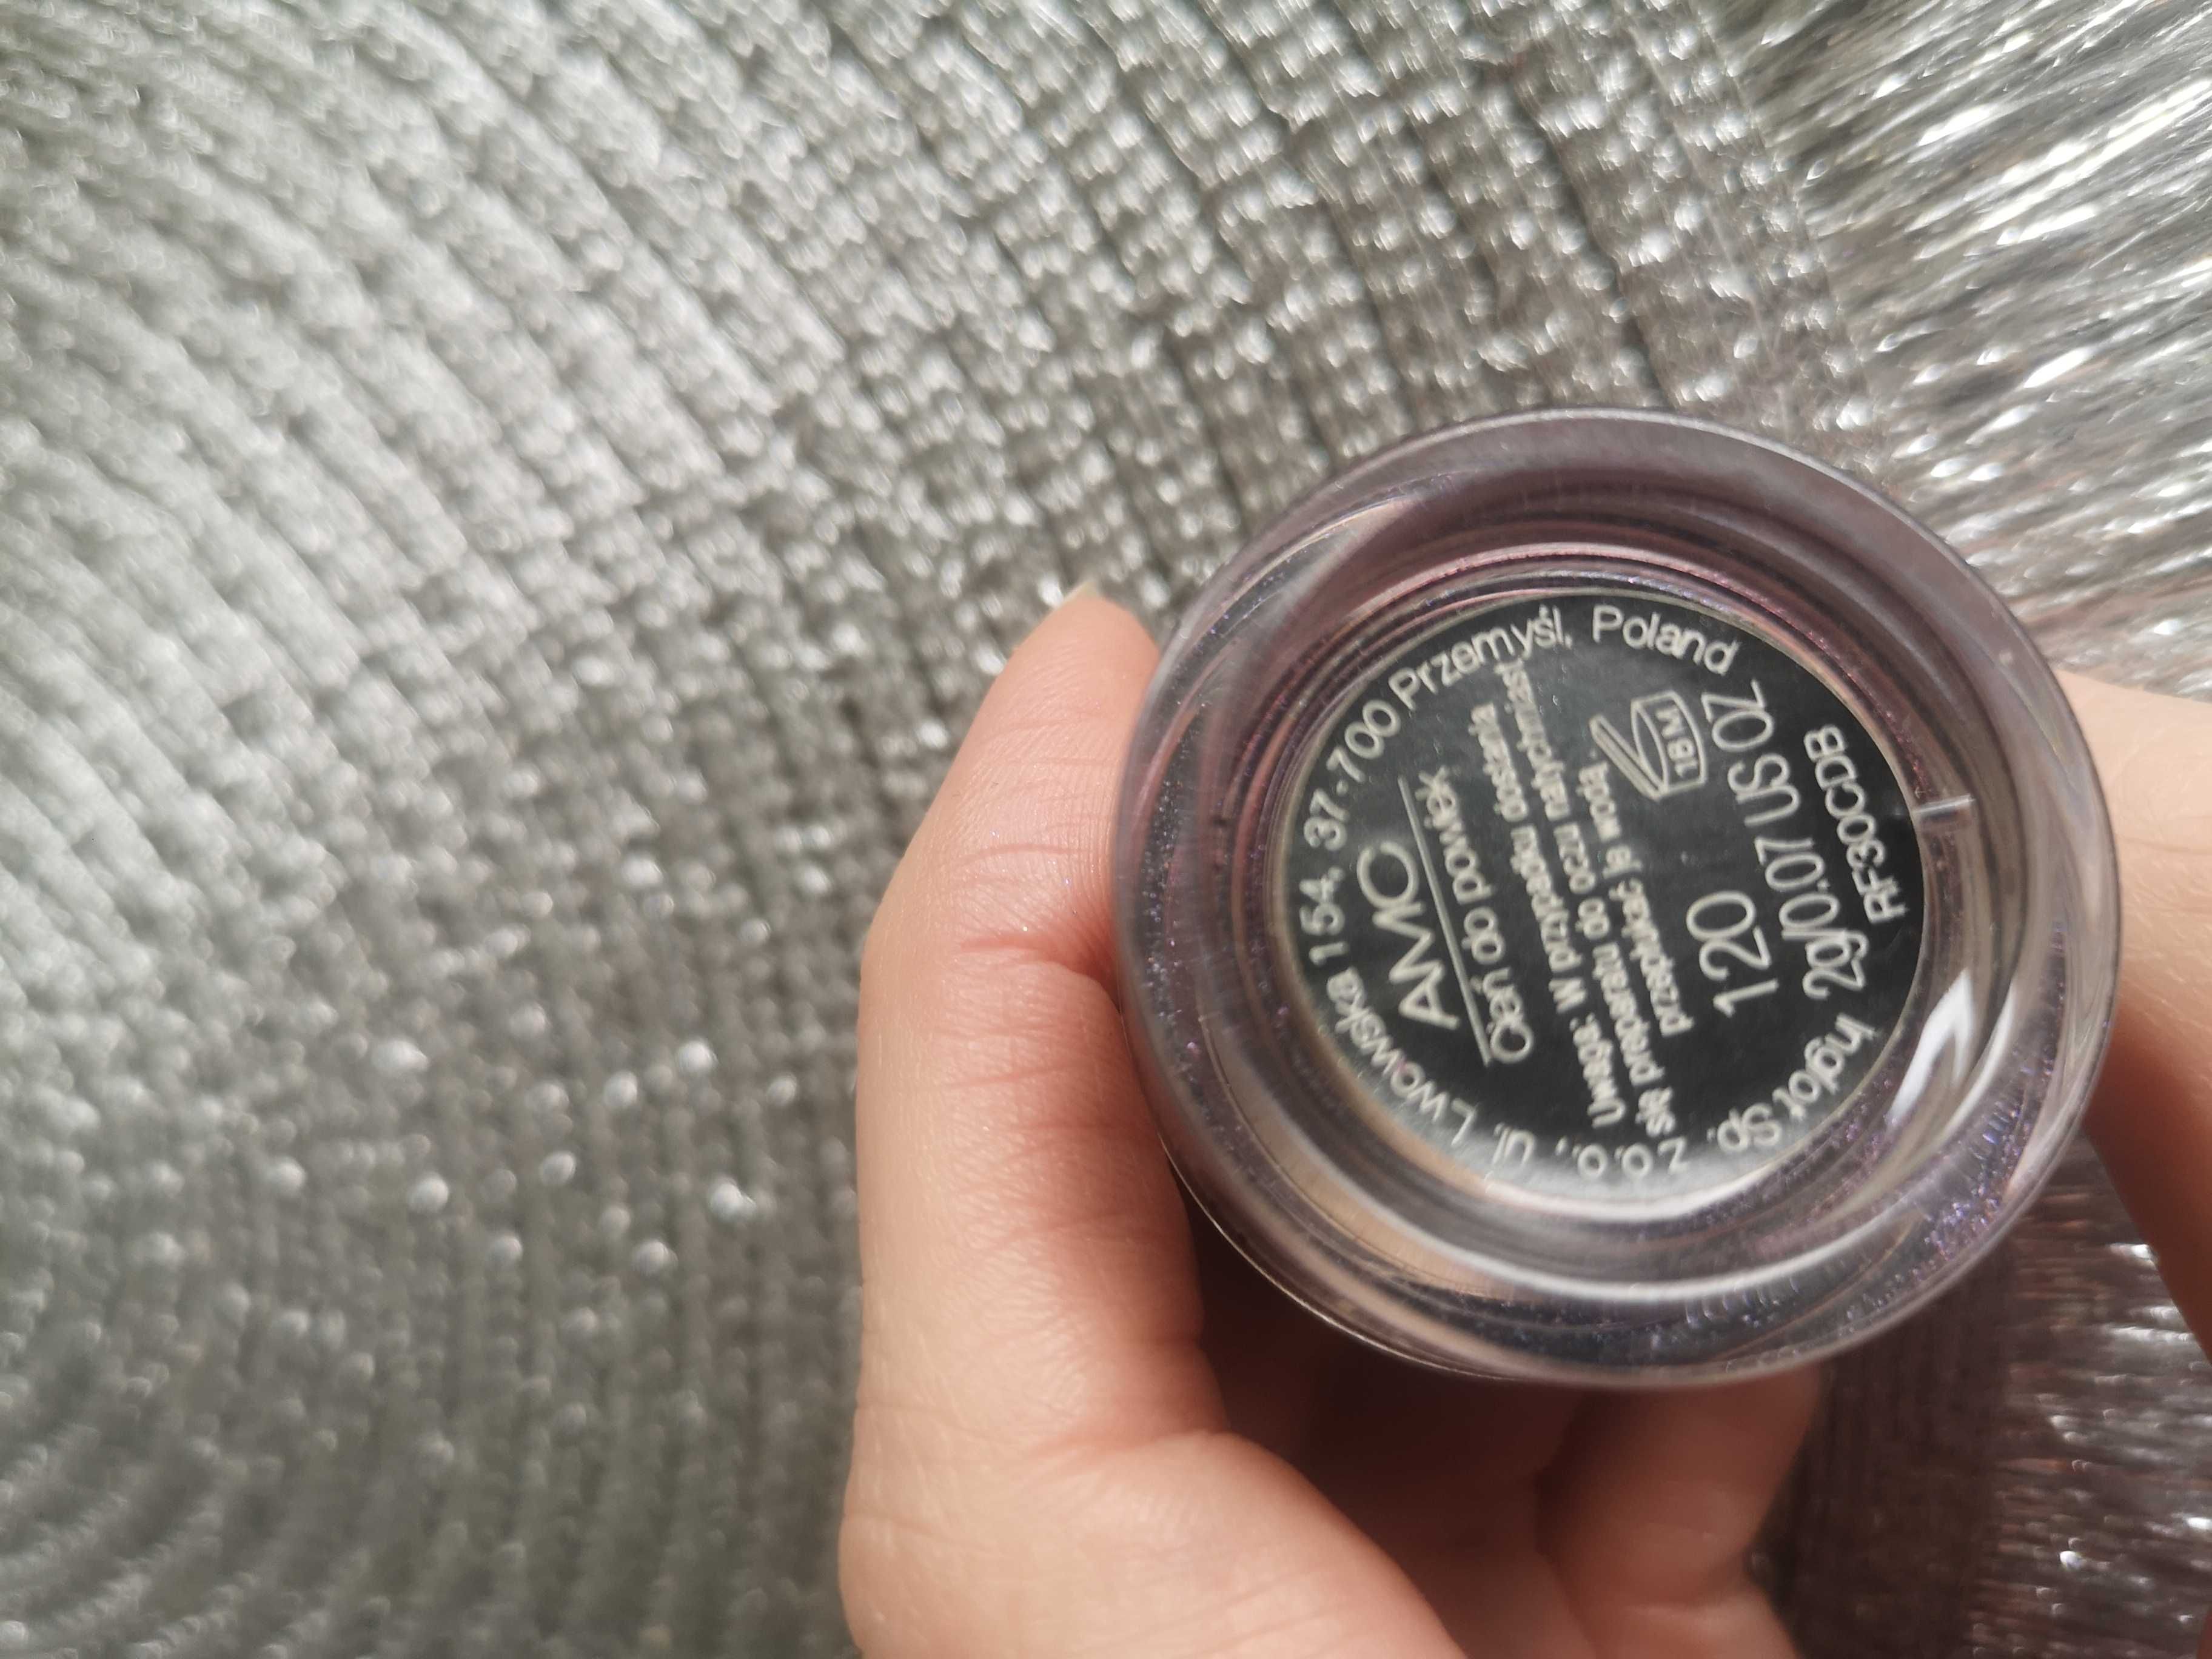 Inglot Sp. z o.o., ul. Lwowska 154, 37-700 Przemyśl, Poland
AMC
Cień do powiek
Uwaga: W przypadku dostania
się preparatu do oczu natychmiast
przepłukać je wodą.
18M
120
2g/0.07 US OZ
RF30CCDB